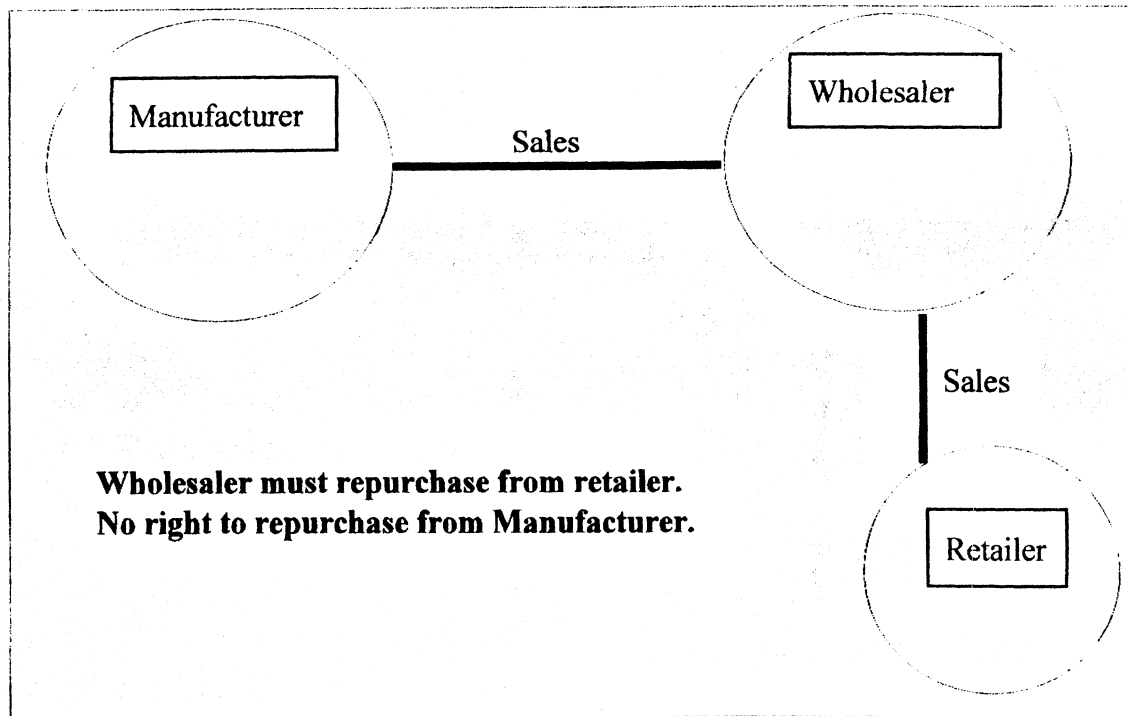 Manufacturer
Wholesaler
Sales
Sales
Wholesaler must repurchase from retailer.
No right to repurchase from Manufacturer.
Retailer